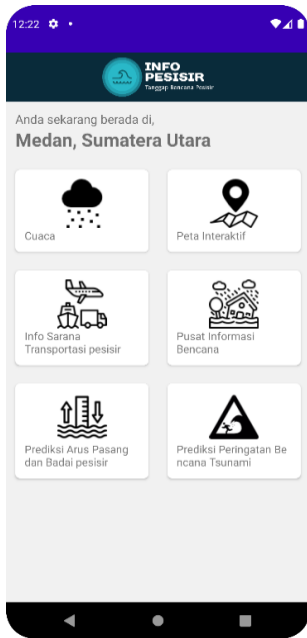 12:22
INFO
PESISIR
Tanggap Bencana Pesisir
Anda sekarang berada di,
Medan, Sumatera Utara
Cuaca
Peta Interaktif
Info Sarana
Transportasi pesisir
Pusat Informasi
Bencana
Prediksi Arus Pasang
dan Badai pesisir
Prediksi Peringatan Be
ncana Tsunami